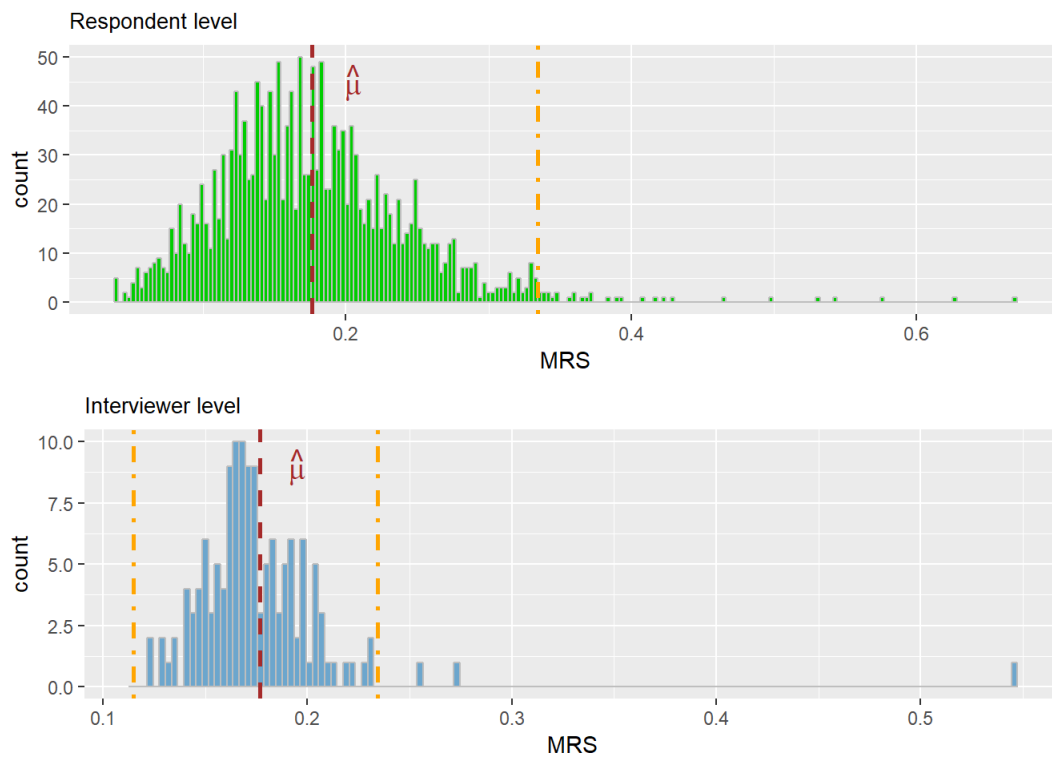 Respondent level
50
40
30
20
10
0
count
μ̂
0.2 0.4 0.6
MRS
Interviewer level
10.0
7.5
5.0
2.5
0.0
count
μ̂
0.1 0.2 0.3 0.4 0.5
MRS